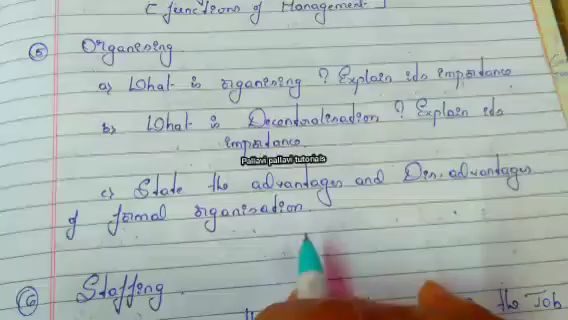 ( functions of Management
5 Organising
a) What is organising ? Explain its importance
b) What is Decentralisation ? Explain its
importance
Pallavi pallavi tutorials
c) State the advantages and Dis.advantages
of formal organisation.
6 Staffing
the Job